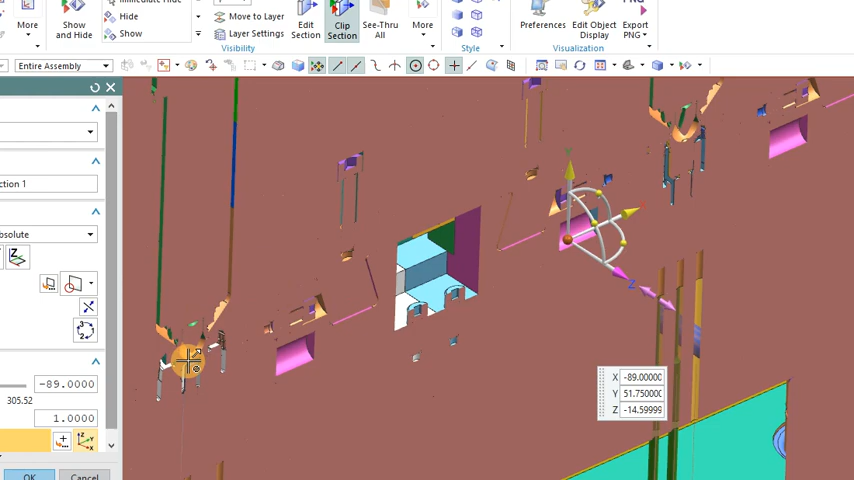 Immediate Hide
More
Show
and Hide
Hide
Show
Move to Layer
Layer Settings
Visibility
Edit
Section
Clip
Section
See-Thru
All
More
Style
Preferences
Edit Object
Display
PNG
Export
PNG
Visualization
Entire Assembly
ction 1
bsolute
Z
-89.0000
305.52
1.0000
OK
Cancel
Y
Z
X -89.00000
Y 51.75000
Z -14.59999